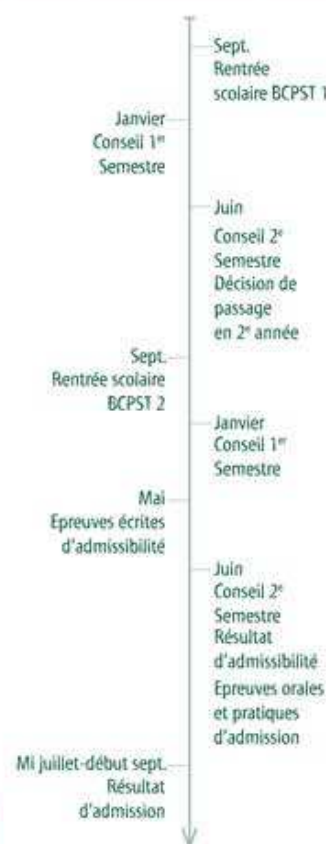 Sept.
Rentrée
scolaire BCPST 1
Janvier
Conseil 1er
Semestre
Juin
Conseil 2e
Semestre
Décision de
passage
en 2e année
Sept.
Rentrée scolaire
BCPST 2
Janvier
Conseil 1er
Semestre
Mai
Epreuves écrites
d'admissibilité
Juin
Conseil 2e
Semestre
Résultat
d'admissibilité
Epreuves orales
et pratiques
d'admission
Mi juillet-début sept.
Résultat
d'admission